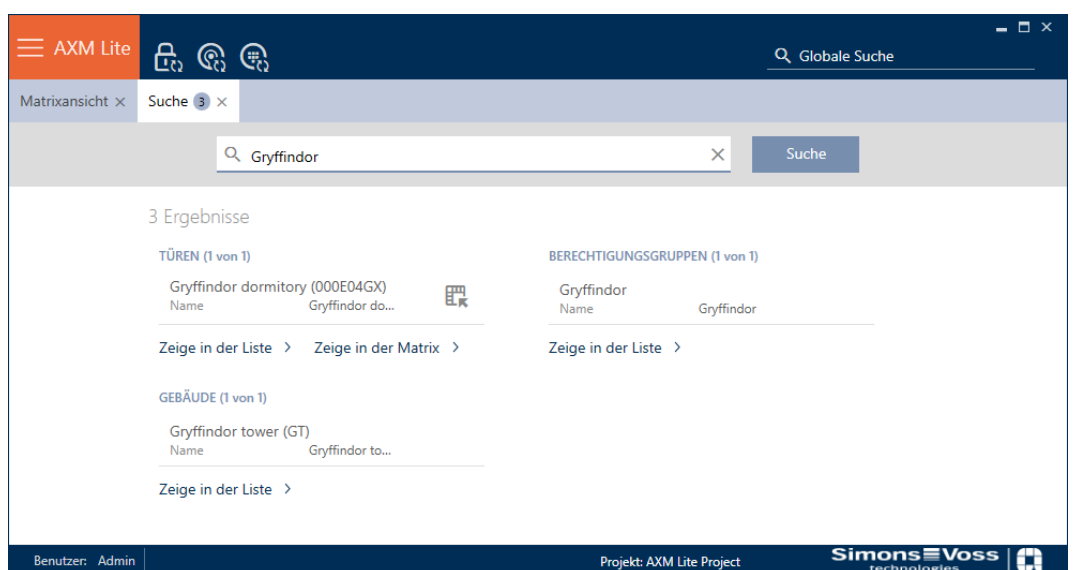 AXM Lite
Globale Suche
Matrixansicht
Suche 3
Gryffindor
Suche
3 Ergebnisse
TÜREN (1 von 1)
Gryffindor dormitory (000E04GX)
Name Gryffindor do...
Zeige in der Liste Zeige in der Matrix
BERECHTIGUNGSGRUPPEN (1 von 1)
Gryffindor
Name Gryffindor
Zeige in der Liste
GEBÄUDE (1 von 1)
Gryffindor tower (GT)
Name Gryffindor to...
Zeige in der Liste
Benutzer: Admin
Projekt: AXM Lite Project
Simons Voss
technologies